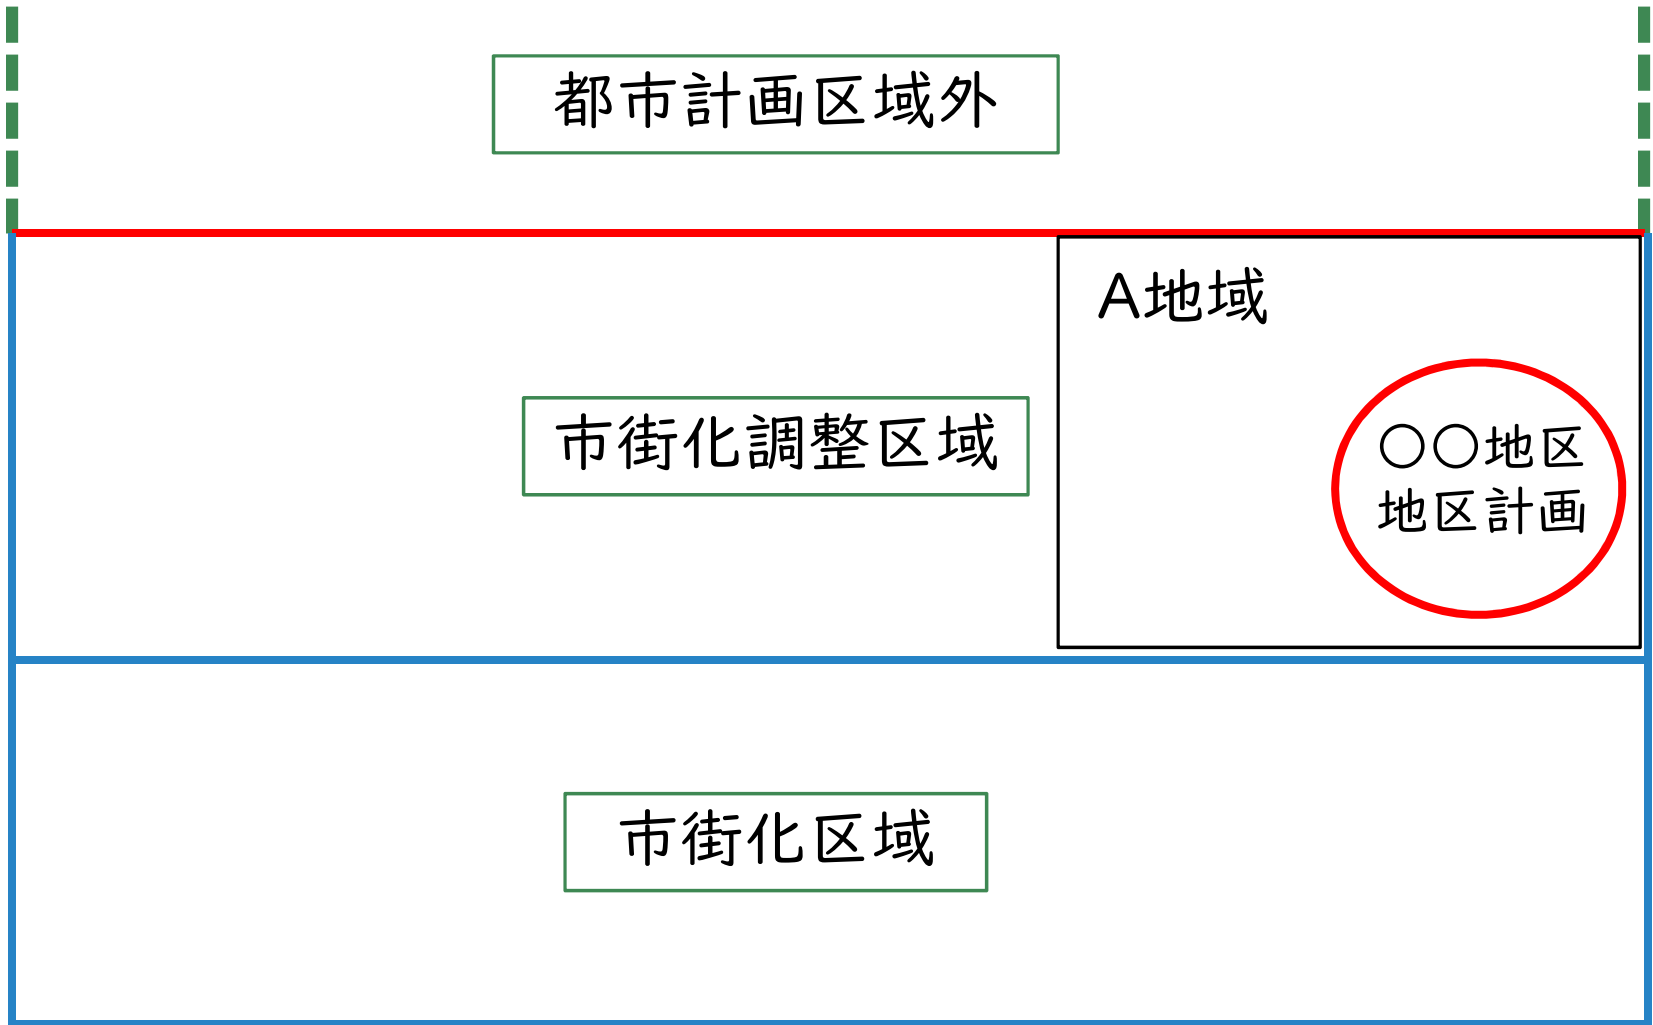 都市計画区域外
A地域
市街化調整区域
〇〇地区
地区計画
市街化区域